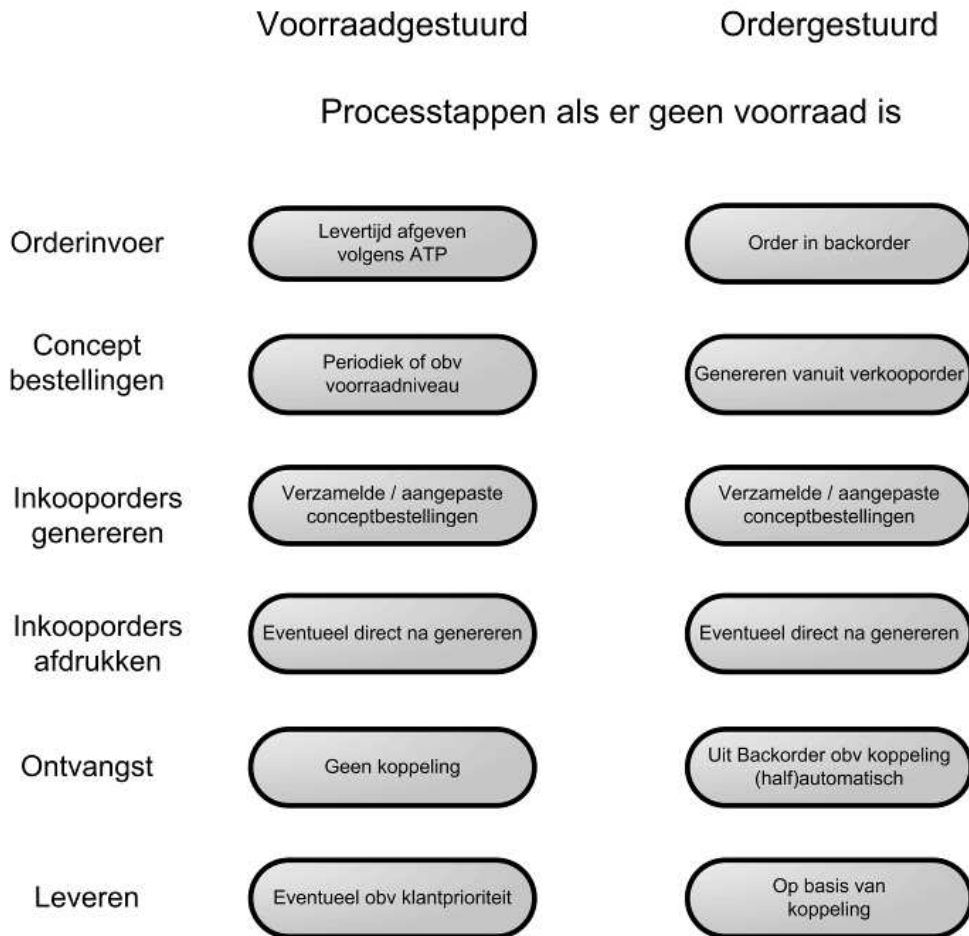 Voorraadgestuurd
Ordergestuurd
Processtappen als er geen voorraad is
Orderinvoer
Levertijd afgeven
volgens ATP
Order in backorder
Concept
bestellingen
Periodiek of obv
voorraadniveau
Genereren vanuit verkooporder
Inkooporders
genereren
Verzamelde / aangepaste
conceptbestellingen
Verzamelde / aangepaste
conceptbestellingen
Inkooporders
afdrukken
Eventueel direct na genereren
Eventueel direct na genereren
Ontvangst
Geen koppeling
Uit Backorder obv koppeling
(half)automatisch
Leveren
Eventueel obv klantprioriteit
Op basis van
koppeling